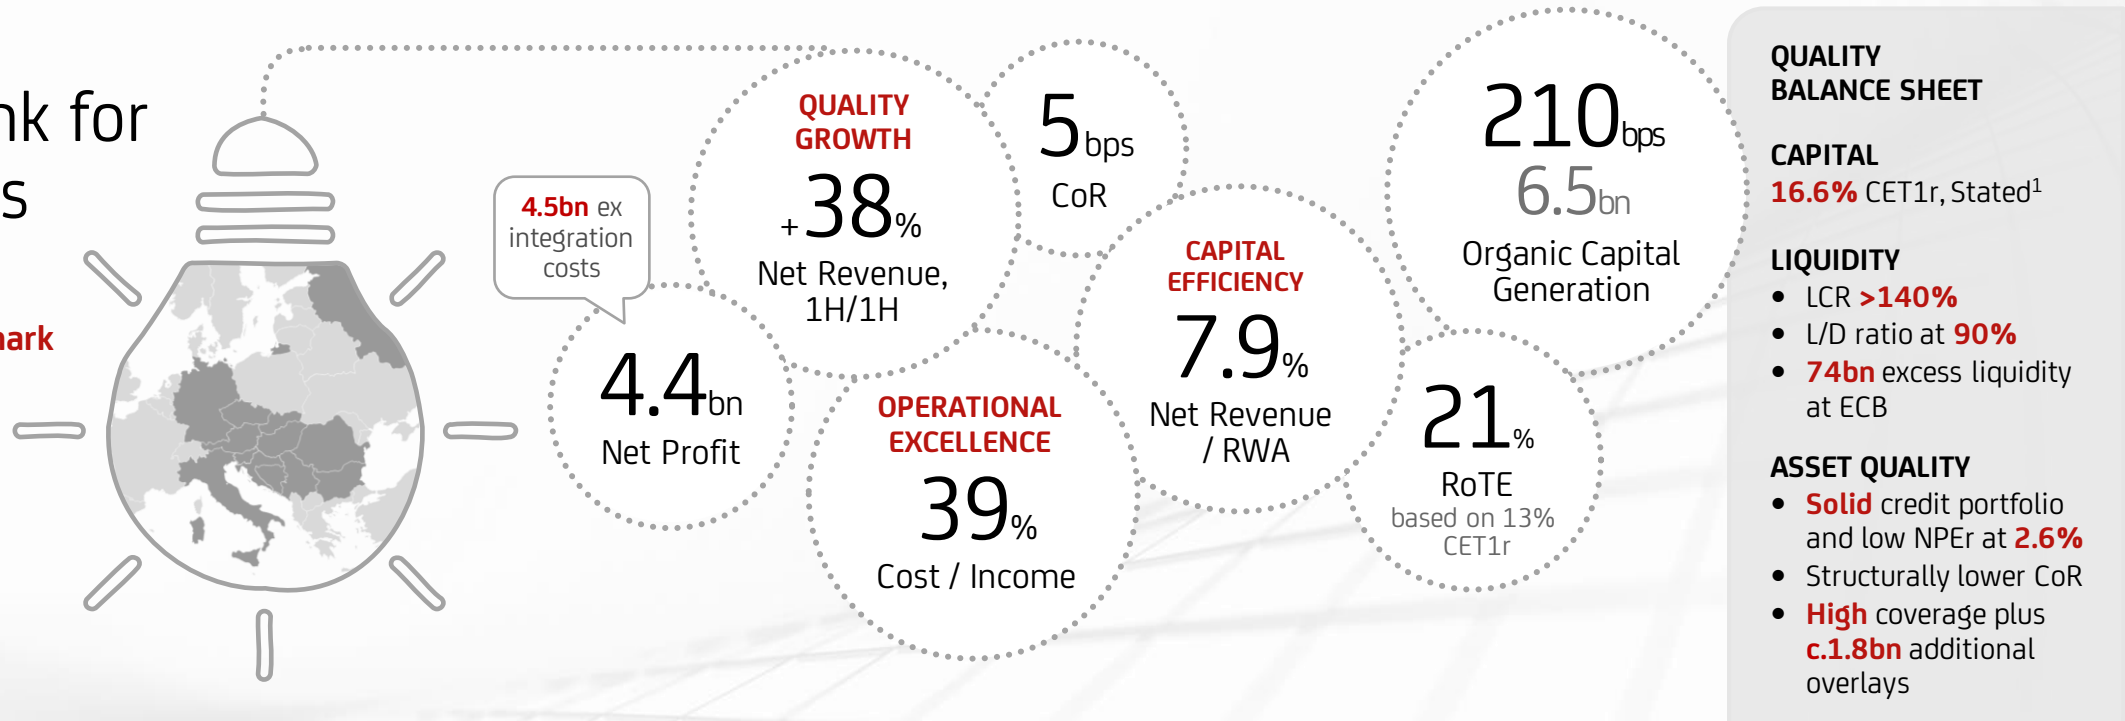 for
4.5bn ex
integration
costs
4.4bn
Net Profit
QUALITY
GROWTH
+38%
Net Revenue,
1H/1H
5bps
CoR
OPERATIONAL
EXCELLENCE
39%
Cost / Income
CAPITAL
EFFICIENCY
7.9%
Net Revenue
/ RWA
210bps
6.5bn
Organic Capital
Generation
21%
RoTE
based on 13%
CET1r
QUALITY
BALANCE SHEET
CAPITAL
16.6% CET1r, Stated¹
LIQUIDITY
• LCR >140%
• L/D ratio at 90%
• 74bn excess liquidity
at ECB
ASSET QUALITY
• Solid credit portfolio
and low NPEr at 2.6%
• Structurally lower CoR
• High coverage plus
c.1.8bn additional
overlays